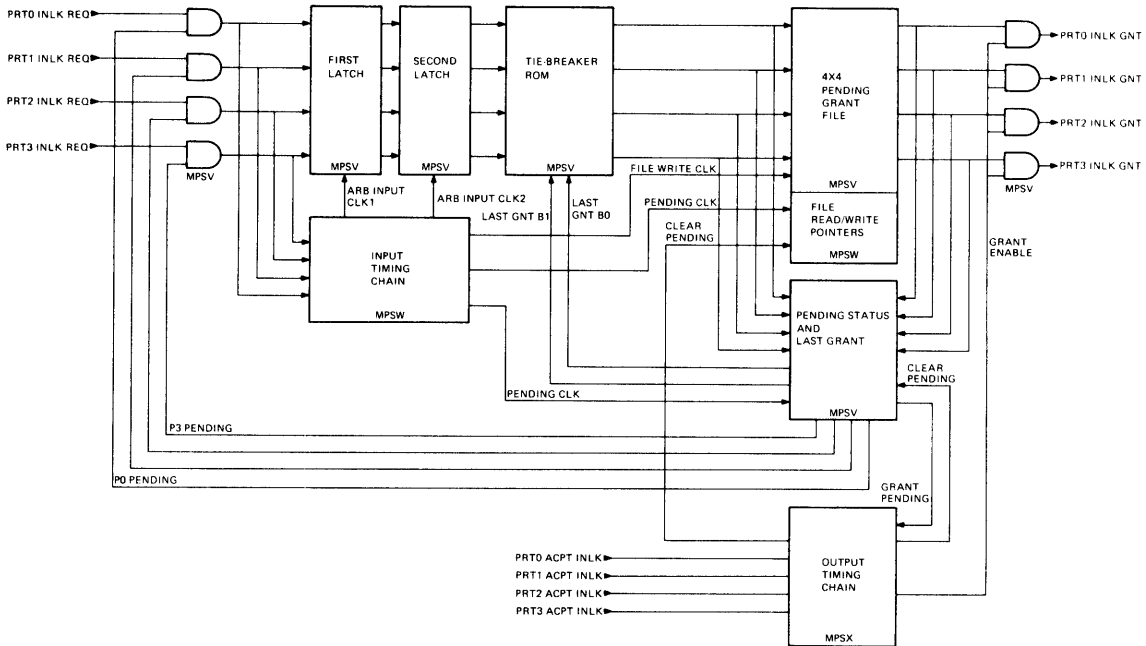 PRT0 INLK REQ
PRT1 INLK REQ
PRT2 INLK REQ
PRT3 INLK REQ
MPSV
FIRST
LATCH
MPSV
SECOND
LATCH
MPSV
TIE-BREAKER
ROM
MPSV
4X4
PENDING
GRANT
FILE
MPSV
FILE
READ/WRITE
POINTERS
MPSW
PRT0 INLK GNT
PRT1 INLK GNT
PRT2 INLK GNT
PRT3 INLK GNT
MPSV
ARB INPUT
CLK1
ARB INPUT CLK2
LAST GNT B1
LAST
GNT B0
FILE WRITE CLK
PENDING CLK
CLEAR
PENDING
GRANT
ENABLE
INPUT
TIMING
CHAIN
MPSW
PENDING STATUS
AND
LAST GRANT
MPSV
PENDING CLK
CLEAR
PENDING
P3 PENDING
P0 PENDING
GRANT
PENDING
PRT0 ACPT INLK
PRT1 ACPT INLK
PRT2 ACPT INLK
PRT3 ACPT INLK
OUTPUT
TIMING
CHAIN
MPSX